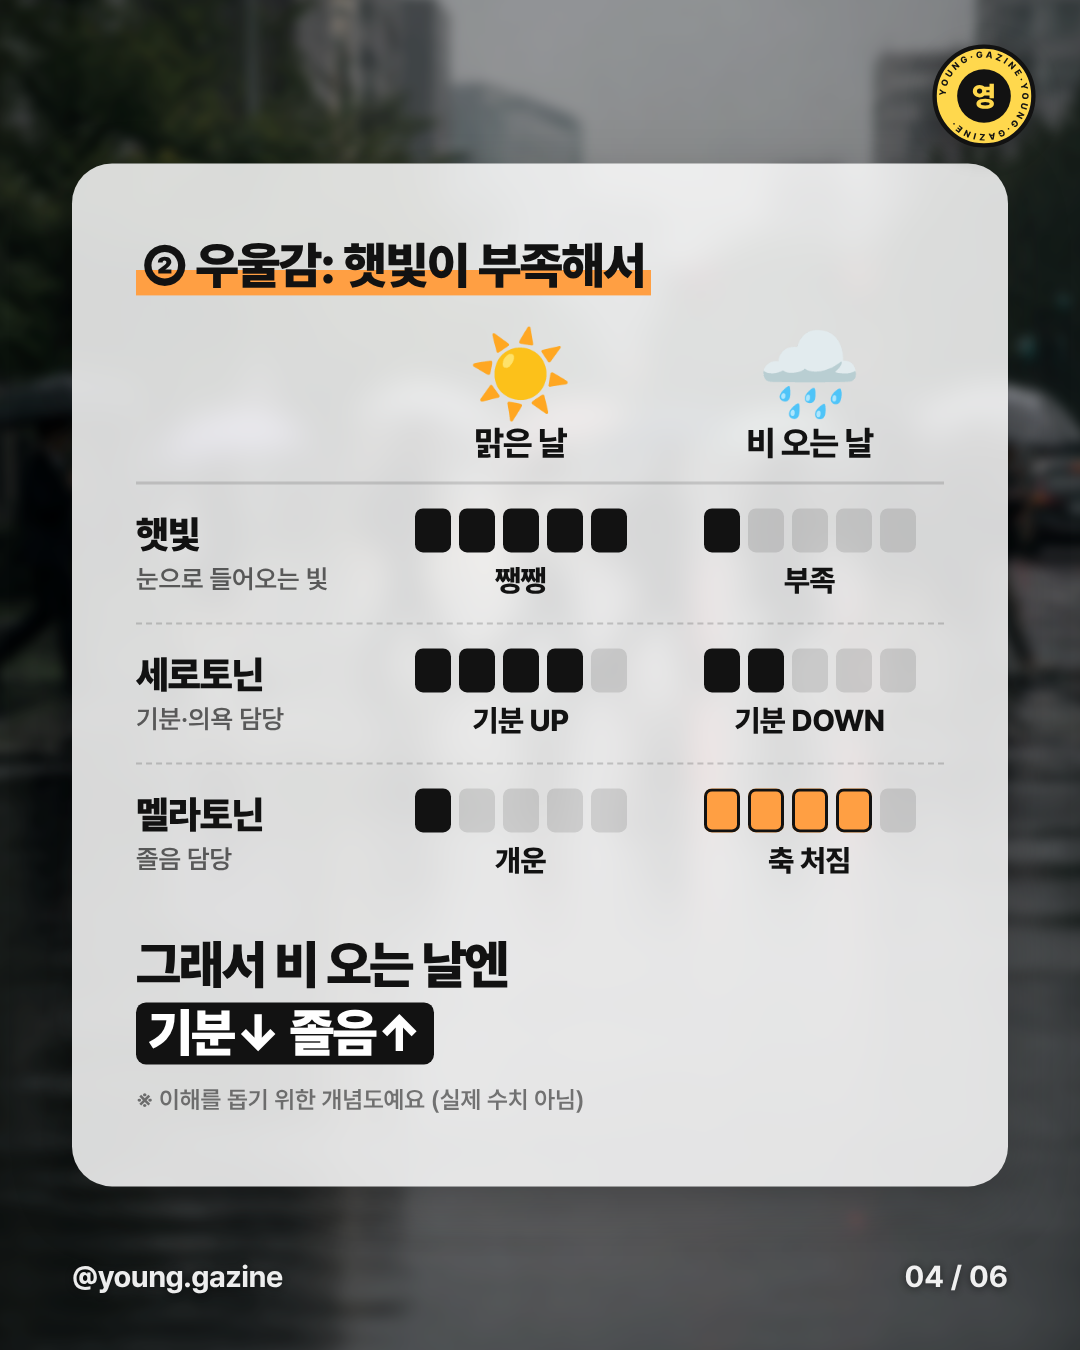 YOUNG·GAZINE·YOUNG·GAZINE·
영
② 우울감: 햇빛이 부족해서
맑은 날
비 오는 날
햇빛
눈으로 들어오는 빛
쨍쨍
부족
세로토닌
기분·의욕 담당
기분 UP
기분 DOWN
멜라토닌
졸음 담당
개운
축 처짐
그래서 비 오는 날엔
기분↓ 졸음↑
※ 이해를 돕기 위한 개념도예요 (실제 수치 아님)
@young.gazine
04 / 06